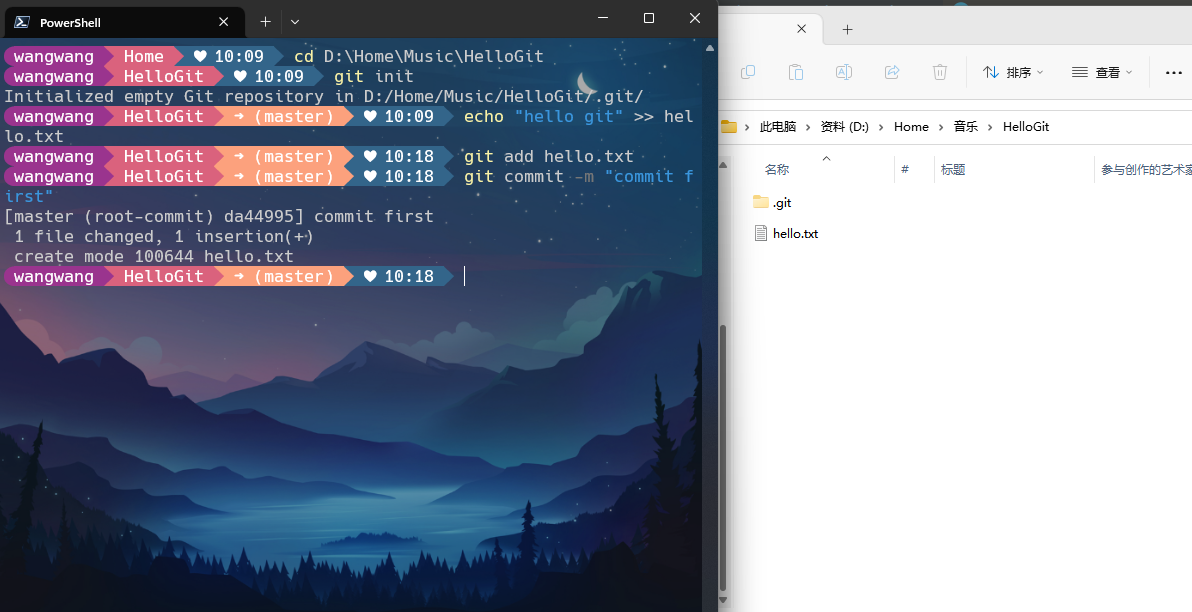 PowerShell
wangwang Home ♥ 10:09 cd D:\Home\Music\HelloGit
wangwang HelloGit ♥ 10:09 git init
Initialized empty Git repository in D:/Home/Music/HelloGit/.git/
wangwang HelloGit → (master) ♥ 10:09 echo "hello git" >> hel
lo.txt
wangwang HelloGit → (master) ♥ 10:18 git add hello.txt
wangwang HelloGit → (master) ♥ 10:18 git commit -m "commit f
irst"
[master (root-commit) da44995] commit first
1 file changed, 1 insertion(+)
create mode 100644 hello.txt
wangwang HelloGit → (master) ♥ 10:18
排序 查看
此电脑 › 资料 (D:) › Home › 音乐 › HelloGit
名称 # 标题 参与创作的艺术家
.git
hello.txt